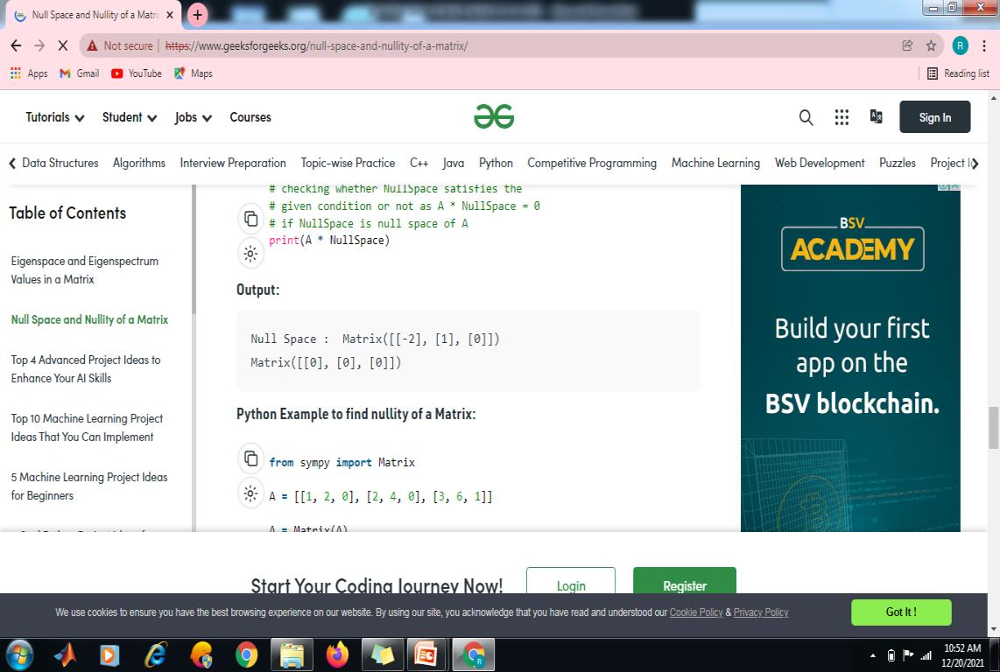 Null Space and Nullity of a Matri
Not secure | https://www.geeksforgeeks.org/null-space-and-nullity-of-a-matrix/
R
Apps Gmail YouTube Maps Reading list
Tutorials Student Jobs Courses Sign In
Data Structures Algorithms Interview Preparation Topic-wise Practice C++ Java Python Competitive Programming Machine Learning Web Development Puzzles Project
# checking whether NullSpace satisfies the
# given condition or not as A * NullSpace = 0
# if NullSpace is null space of A
print(A * NullSpace)
Table of Contents
Eigenspace and Eigenspectrum
Values in a Matrix
Null Space and Nullity of a Matrix
Top 4 Advanced Project Ideas to
Enhance Your AI Skills
Top 10 Machine Learning Project
Ideas That You Can Implement
5 Machine Learning Project Ideas
for Beginners
Output:
Null Space :  Matrix([[-2], [1], [0]])
Matrix([[0], [0], [0]])
Python Example to find nullity of a Matrix:
from sympy import Matrix
A = [[1, 2, 0], [2, 4, 0], [3, 6, 1]]
A = Matrix(A)
BSV
ACADEMY
Build your first
app on the
BSV blockchain.
Start Your Coding Journey Now! Login Register
We use cookies to ensure you have the best browsing experience on our website. By using our site, you acknowledge that you have read and understood our Cookie Policy & Privacy Policy Got It !
10:52 AM
12/20/2021